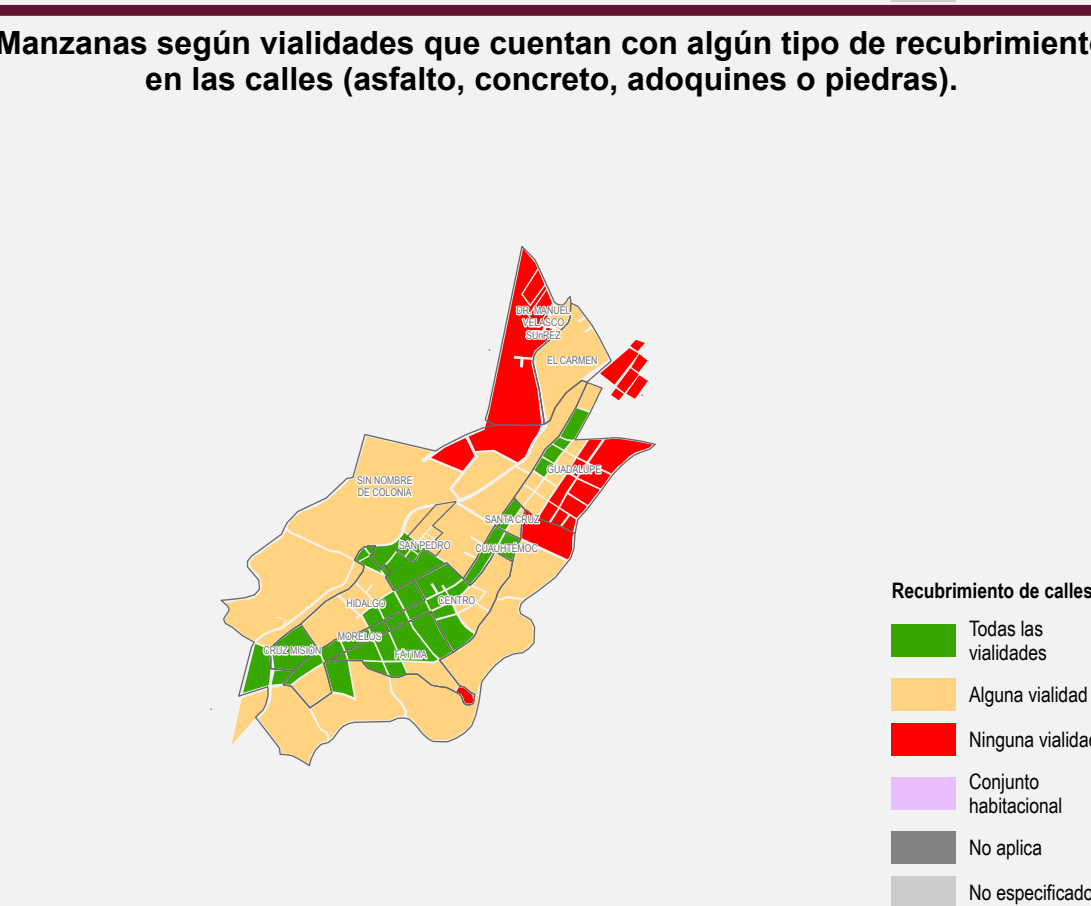 Manzanas según vialidades que cuentan con algún tipo de recubrimiento
en las calles (asfalto, concreto, adoquines o piedras).
DR. MANUEL
VELASCO
SUnREZ
EL CARMEN
GUADALUPE
SIN NOMBRE
DE COLONIA
SANTA CRUZ
SAN PEDRO
CUAUHTÉMOC
HIDALGO
CENTRO
MORELOS
CRUZ MISIÓN
FÁTIMA
Recubrimiento de calles
Todas las
vialidades
Alguna vialidad
Ninguna vialidad
Conjunto
habitacional
No aplica
No especificado